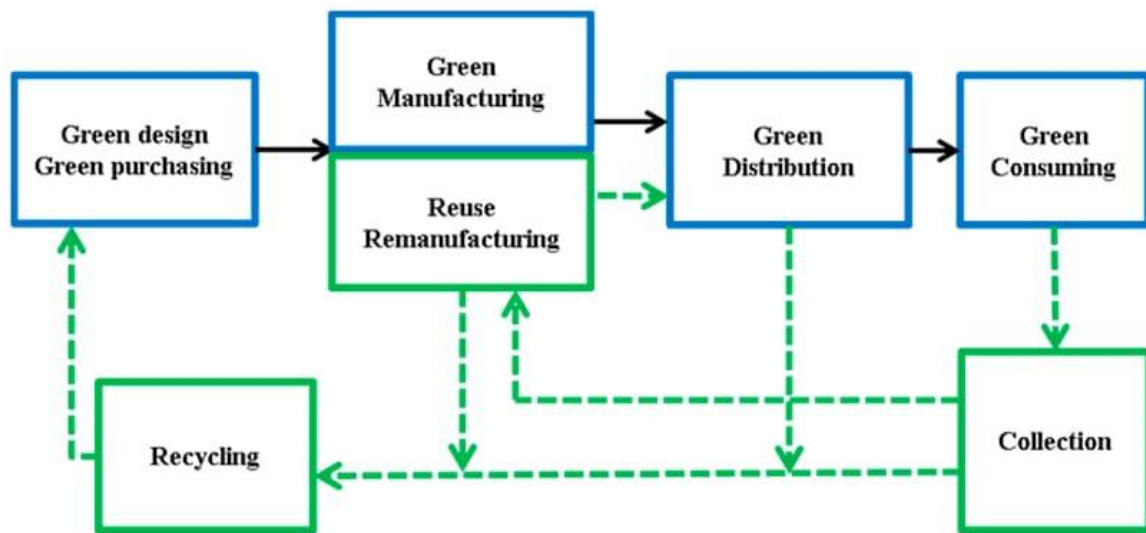 Green design
Green purchasing
Green
Manufacturing
Reuse
Remanufacturing
Green
Distribution
Green
Consuming
Recycling
Collection